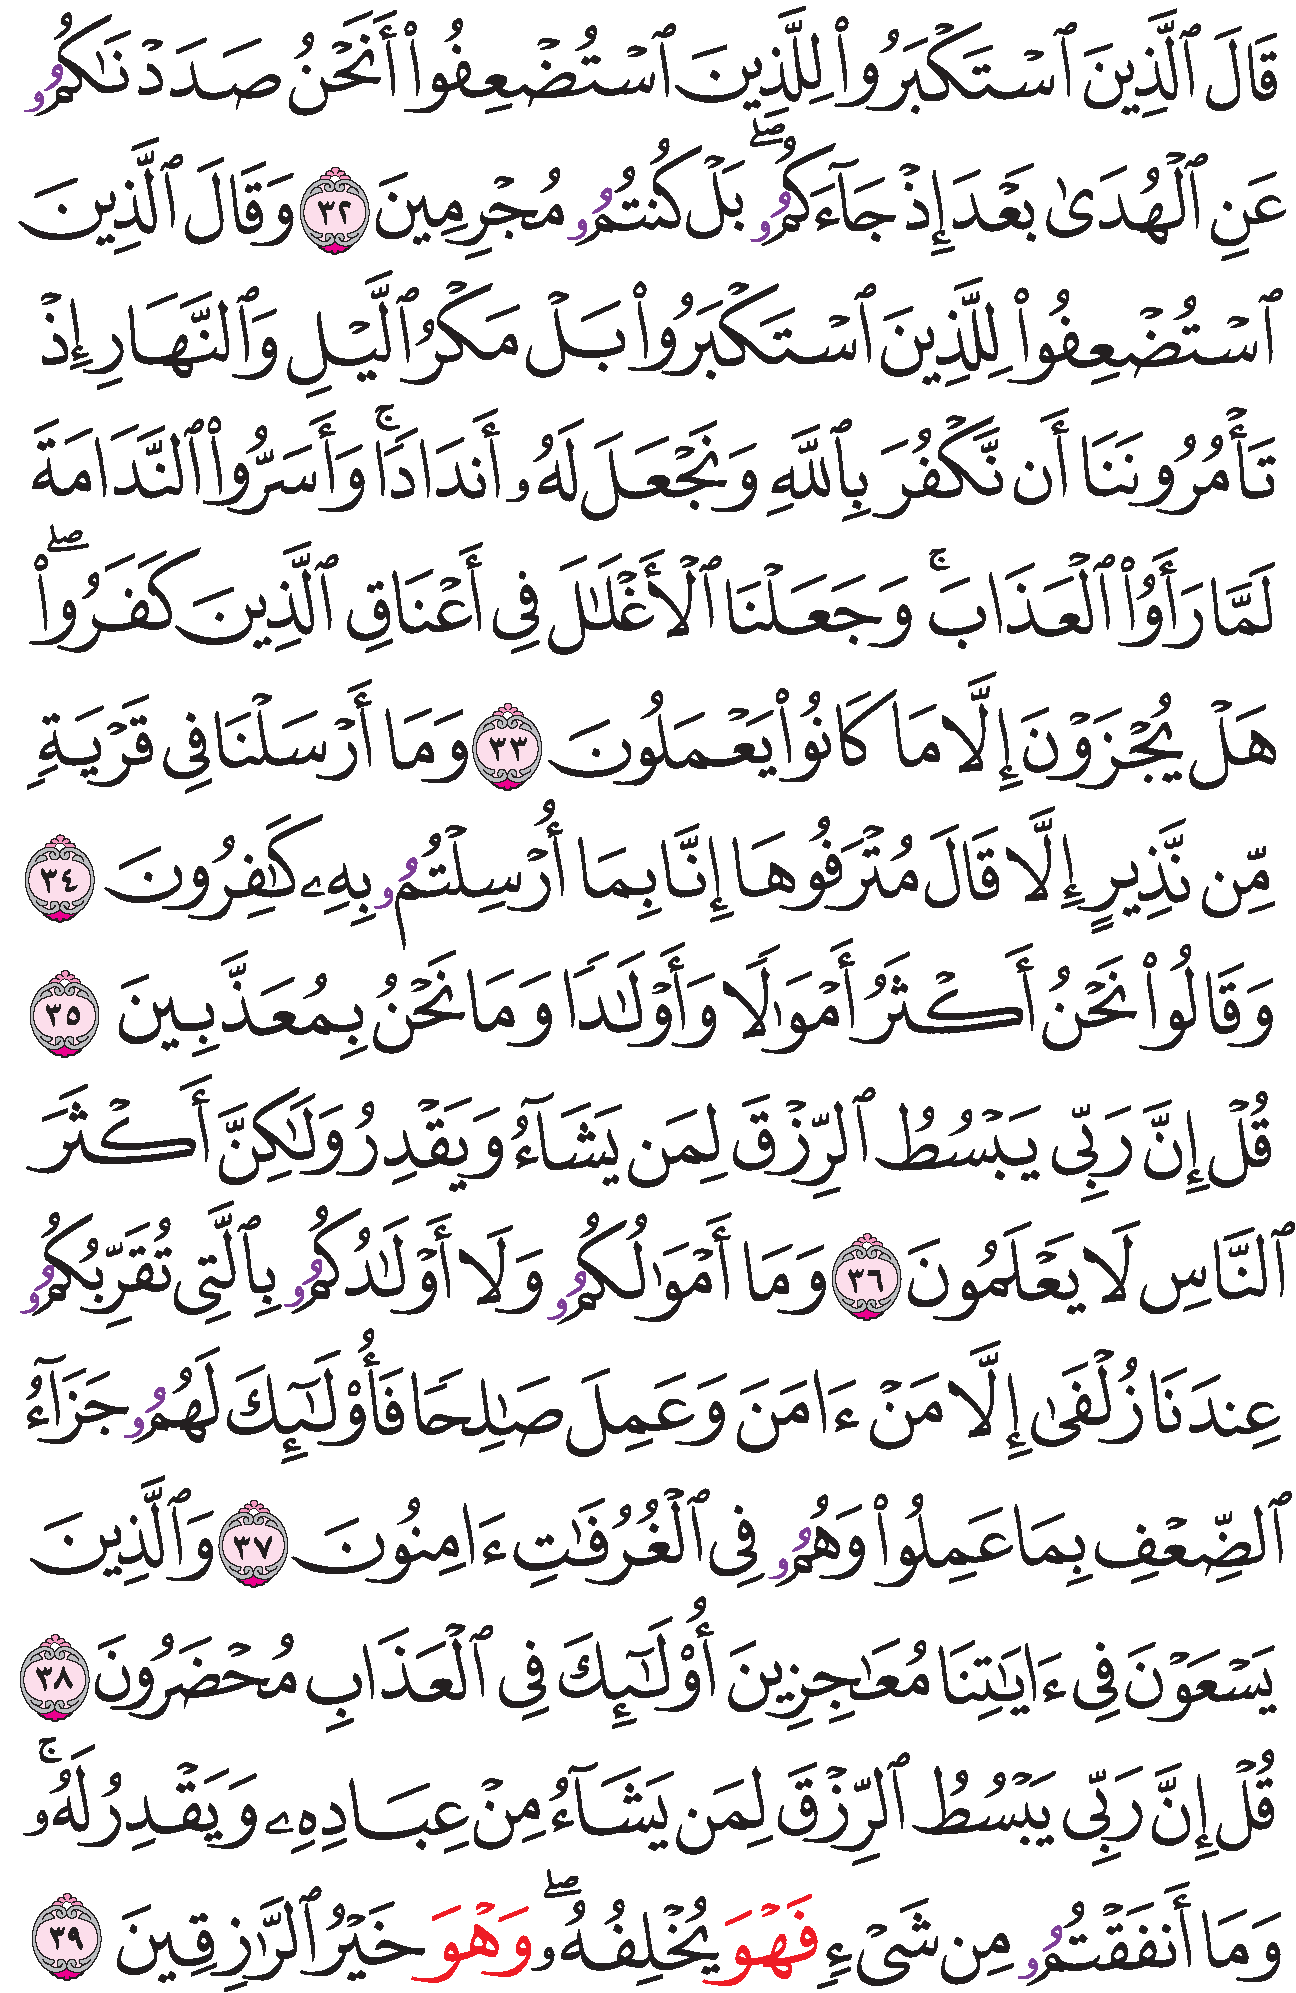 قَالَ ٱلَّذِينَ ٱسۡتَكۡبَرُواْ لِلَّذِينَ ٱسۡتُضۡعِفُواْ أَنَحۡنُ صَدَدۡنَٰكُمُۥ
عَنِ ٱلۡهُدَىٰ بَعۡدَ إِذۡ جَآءَكُمُۥۖ بَلۡ كُنتُمُۥ مُجۡرِمِينَ ٣٢ وَقَالَ ٱلَّذِينَ
ٱسۡتُضۡعِفُواْ لِلَّذِينَ ٱسۡتَكۡبَرُواْ بَلۡ مَكۡرُ ٱلَّيۡلِ وَٱلنَّهَارِ إِذۡ
تَأۡمُرُونَنَا أَن نَّكۡفُرَ بِٱللَّهِ وَنَجۡعَلَ لَهُۥ أَندَادٗاۚ وَأَسَرُّواْ ٱلنَّدَامَةَ
لَمَّا رَأَوُاْ ٱلۡعَذَابَۚ وَجَعَلۡنَا ٱلۡأَغۡلَٰلَ فِي أَعۡنَاقِ ٱلَّذِينَ كَفَرُواْۖ
هَلۡ يُجۡزَوۡنَ إِلَّا مَا كَانُواْ يَعۡمَلُونَ ٣٣ وَمَا أَرۡسَلۡنَا فِي قَرۡيَةٖ
مِّن نَّذِيرٍ إِلَّا قَالَ مُتۡرَفُوهَا إِنَّا بِمَا أُرۡسِلۡتُمُۥ بِهِۦ كَٰفِرُونَ ٣٤
وَقَالُواْ نَحۡنُ أَكۡثَرُ أَمۡوَٰلٗا وَأَوۡلَٰدٗا وَمَا نَحۡنُ بِمُعَذَّبِينَ ٣٥
قُلۡ إِنَّ رَبِّي يَبۡسُطُ ٱلرِّزۡقَ لِمَن يَشَآءُ وَيَقۡدِرُ وَلَٰكِنَّ أَكۡثَرَ
ٱلنَّاسِ لَا يَعۡلَمُونَ ٣٦ وَمَا أَمۡوَٰلُكُمُۥ وَلَا أَوۡلَٰدُكُمُۥ بِٱلَّتِي تُقَرِّبُكُمُۥ
عِندَنَا زُلۡفَىٰ إِلَّا مَنۡ ءَامَنَ وَعَمِلَ صَٰلِحٗا فَأُوْلَٰٓئِكَ لَهُمُۥ جَزَآءُ
ٱلضِّعۡفِ بِمَا عَمِلُواْ وَهُمُۥ فِي ٱلۡغُرُفَٰتِ ءَامِنُونَ ٣٧ وَٱلَّذِينَ
يَسۡعَوۡنَ فِي ءَايَٰتِنَا مُعَٰجِزِينَ أُوْلَٰٓئِكَ فِي ٱلۡعَذَابِ مُحۡضَرُونَ ٣٨
قُلۡ إِنَّ رَبِّي يَبۡسُطُ ٱلرِّزۡقَ لِمَن يَشَآءُ مِنۡ عِبَادِهِۦ وَيَقۡدِرُ لَهُۥۚ
وَمَا أَنفَقۡتُمُۥ مِن شَيۡءٖ فَهۡوَ يُخۡلِفُهُۥۖ وَهۡوَ خَيۡرُ ٱلرَّٰزِقِينَ ٣٩